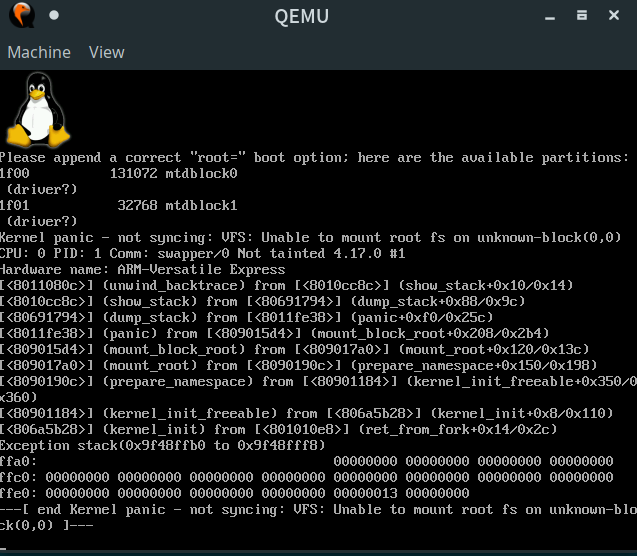 QEMU
Machine View
Please append a correct "root=" boot option; here are the available partitions:
1f00          131072 mtdblock0
 (driver?)
1f01           32768 mtdblock1
 (driver?)
Kernel panic - not syncing: VFS: Unable to mount root fs on unknown-block(0,0)
CPU: 0 PID: 1 Comm: swapper/0 Not tainted 4.17.0 #1
Hardware name: ARM-Versatile Express
[<8011080c>] (unwind_backtrace) from [<8010cc8c>] (show_stack+0x10/0x14)
[<8010cc8c>] (show_stack) from [<80691794>] (dump_stack+0x88/0x9c)
[<80691794>] (dump_stack) from [<8011fe38>] (panic+0xf0/0x25c)
[<8011fe38>] (panic) from [<809015d4>] (mount_block_root+0x208/0x2b4)
[<809015d4>] (mount_block_root) from [<809017a0>] (mount_root+0x120/0x13c)
[<809017a0>] (mount_root) from [<8090190c>] (prepare_namespace+0x150/0x198)
[<8090190c>] (prepare_namespace) from [<80901184>] (kernel_init_freeable+0x350/0
x360)
[<80901184>] (kernel_init_freeable) from [<806a5b28>] (kernel_init+0x8/0x110)
[<806a5b28>] (kernel_init) from [<801010e8>] (ret_from_fork+0x14/0x2c)
Exception stack(0x9f48ffb0 to 0x9f48fff8)
ffa0:                                     00000000 00000000 00000000 00000000
ffc0: 00000000 00000000 00000000 00000000 00000000 00000000 00000000 00000000
ffe0: 00000000 00000000 00000000 00000000 00000013 00000000
---[ end Kernel panic - not syncing: VFS: Unable to mount root fs on unknown-blo
ck(0,0) ]---